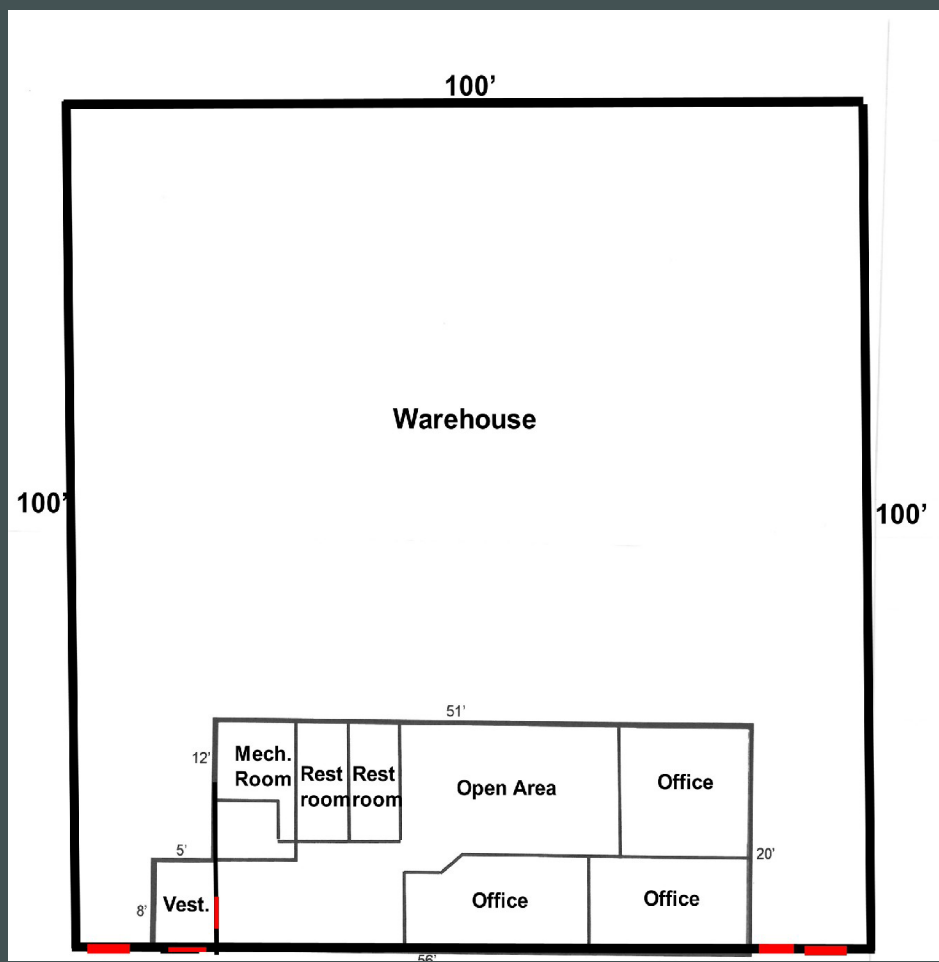 100’
Warehouse
100’
100’
51’
12’
Mech.
Room
Rest
room
Rest
room
Open Area
Office
5’
20’
8’
Vest.
Office
Office
56’